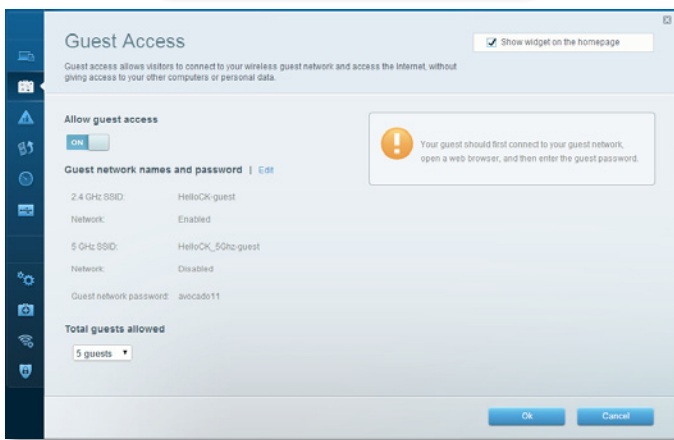 Guest Access
Show widget on the homepage
Guest access allows visitors to connect to your wireless guest network and access the Internet, without
giving access to your other computers or personal data.
Allow guest access
ON
Your guest should first connect to your guest network,
open a web browser, and then enter the guest password.
Guest network names and password | Edit
2.4 GHz SSID: HelloCK-guest
Network: Enabled
5 GHz SSID: HelloCK_5Ghz-guest
Network: Disabled
Guest network password: avocado11
Total guests allowed
5 guests
Ok Cancel